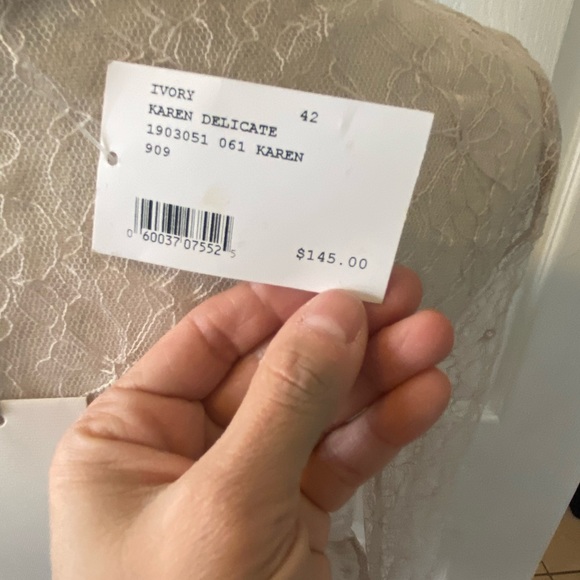 IVORY 42
KAREN DELICATE
1903051 061 KAREN
909
0 60037 07552 5
$145.00